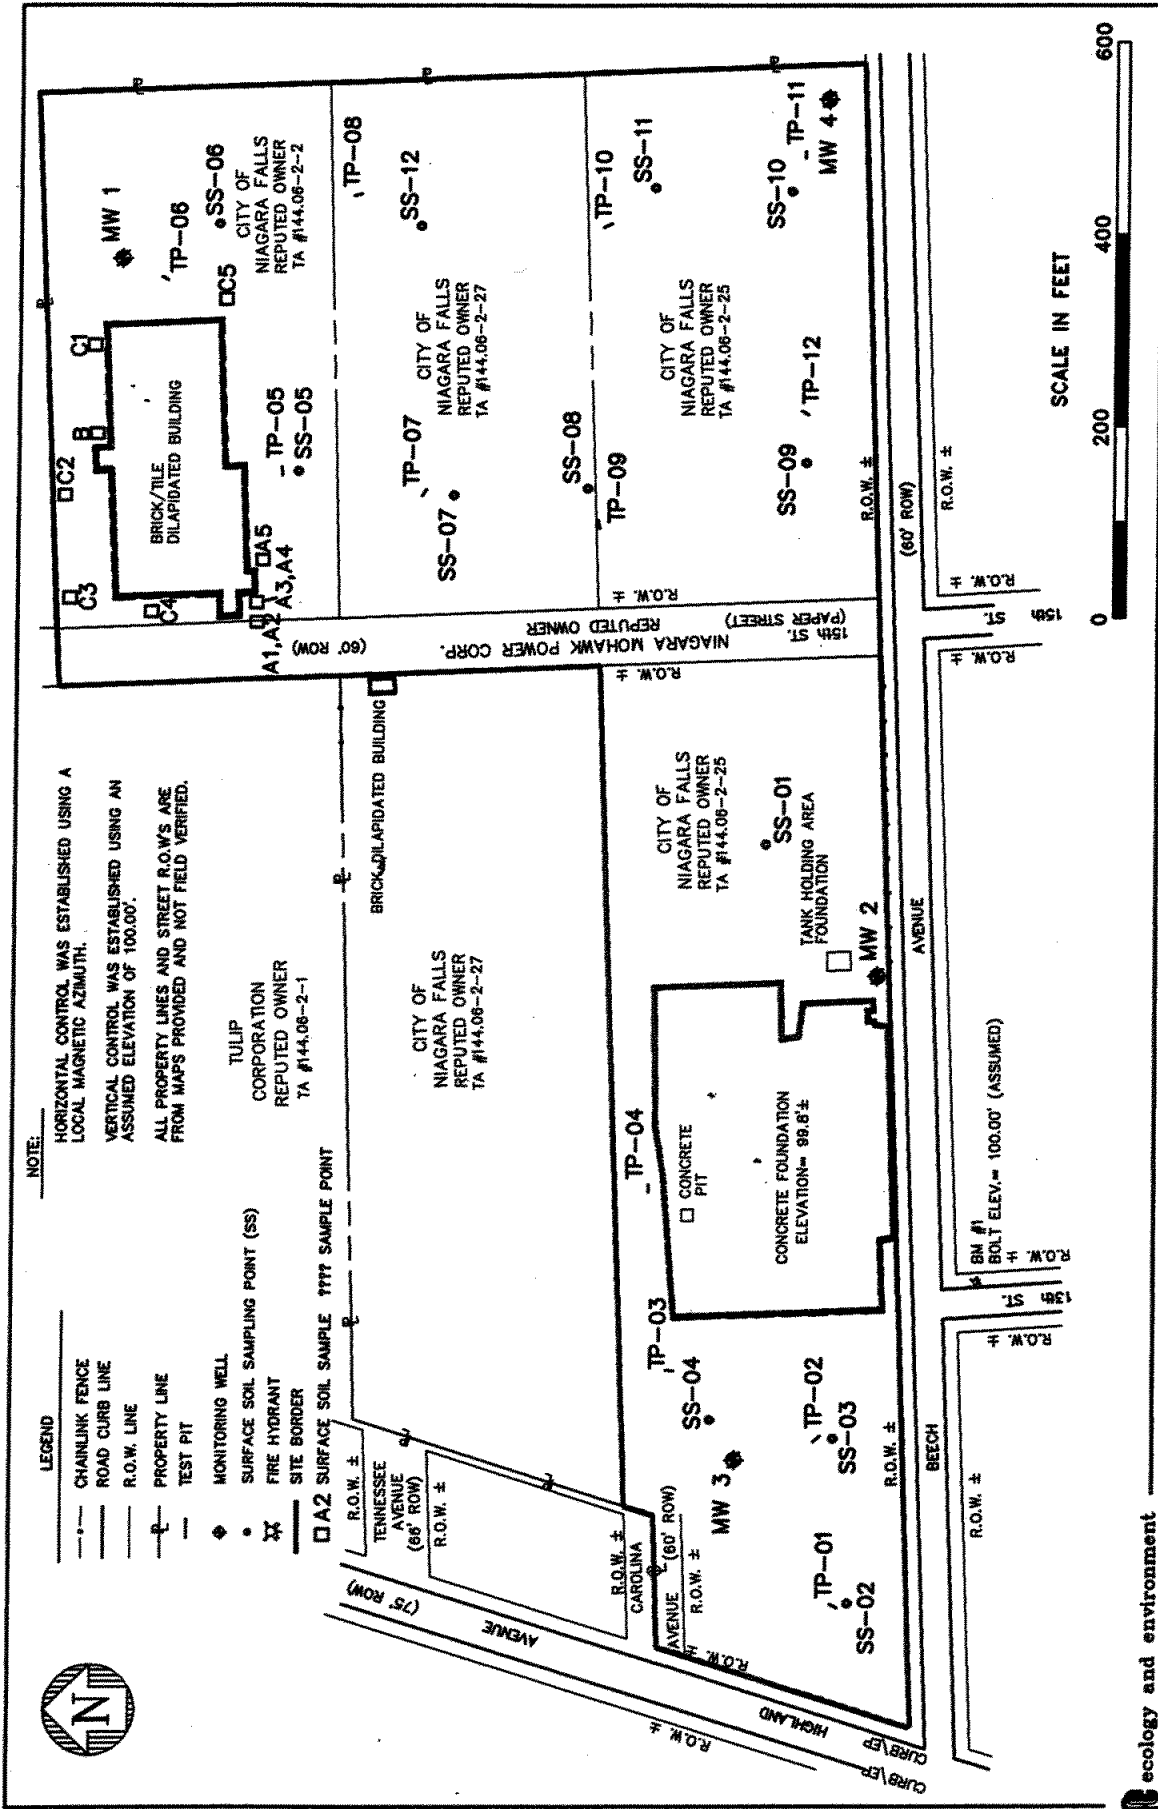 N
LEGEND
CHAINLINK FENCE
ROAD CURB LINE
R.O.W. LINE
PROPERTY LINE
TEST PIT
MONITORING WELL
SURFACE SOIL SAMPLING POINT (SS)
FIRE HYDRANT
SITE BORDER
A2 SURFACE SOIL SAMPLE ???? SAMPLE POINT
NOTE:
HORIZONTAL CONTROL WAS ESTABLISHED USING A
LOCAL MAGNETIC AZIMUTH.
VERTICAL CONTROL WAS ESTABLISHED USING AN
ASSUMED ELEVATION OF 100.00'.
ALL PROPERTY LINES AND STREET R.O.W'S ARE
FROM MAPS PROVIDED AND NOT FIELD VERIFIED.
TULIP
CORPORATION
REPUTED OWNER
TA #144.06-2-1
C3
C2
B
C1
C4
BRICK/TILE
DILAPIDATED BUILDING
MW 1
TP-06
SS-06
CITY OF
NIAGARA FALLS
REPUTED OWNER
TA #144.06-2-2
C5
TP-05
SS-05
A5
A1,A2
A3,A4
(60' ROW)
NIAGARA MOHAWK POWER CORP.
REPUTED OWNER
15th ST.
(PAPER STREET)
R.O.W. ±
R.O.W. ±
TP-08
SS-12
CITY OF
NIAGARA FALLS
REPUTED OWNER
TA #144.06-2-27
TP-07
SS-07
SS-08
TP-09
TP-10
SS-11
CITY OF
NIAGARA FALLS
REPUTED OWNER
TA #144.06-2-25
SS-10
TP-11
MW 4
TP-12
SS-09
R.O.W. ±
BRICK DILAPIDATED BUILDING
CITY OF
NIAGARA FALLS
REPUTED OWNER
TA #144.06-2-27
R.O.W. ±
TENNESSEE
AVENUE
(66' ROW)
R.O.W. ±
R.O.W. ±
CAROLINA
AVENUE
(60' ROW)
R.O.W. ±
(75' ROW)
AVENUE
HIGHLAND
R.O.W. ±
R.O.W. ±
CURB/EP
CURB/EP
CITY OF
NIAGARA FALLS
REPUTED OWNER
TA #144.06-2-25
SS-01
TANK HOLDING AREA
FOUNDATION
MW 2
TP-04
CONCRETE
PIT
CONCRETE FOUNDATION
ELEVATION= 99.8'±
TP-03
SS-04
MW 3
TP-02
SS-03
R.O.W. ±
TP-01
SS-02
BEECH
AVENUE
(60' ROW)
R.O.W. ±
R.O.W. ±
R.O.W. ±
13th ST.
R.O.W. ±
BM #1
BOLT ELEV.= 100.00' (ASSUMED)
R.O.W. ±
15th
ST.
R.O.W. ±
R.O.W. ±
SCALE IN FEET
0
200
400
600
ecology and environment